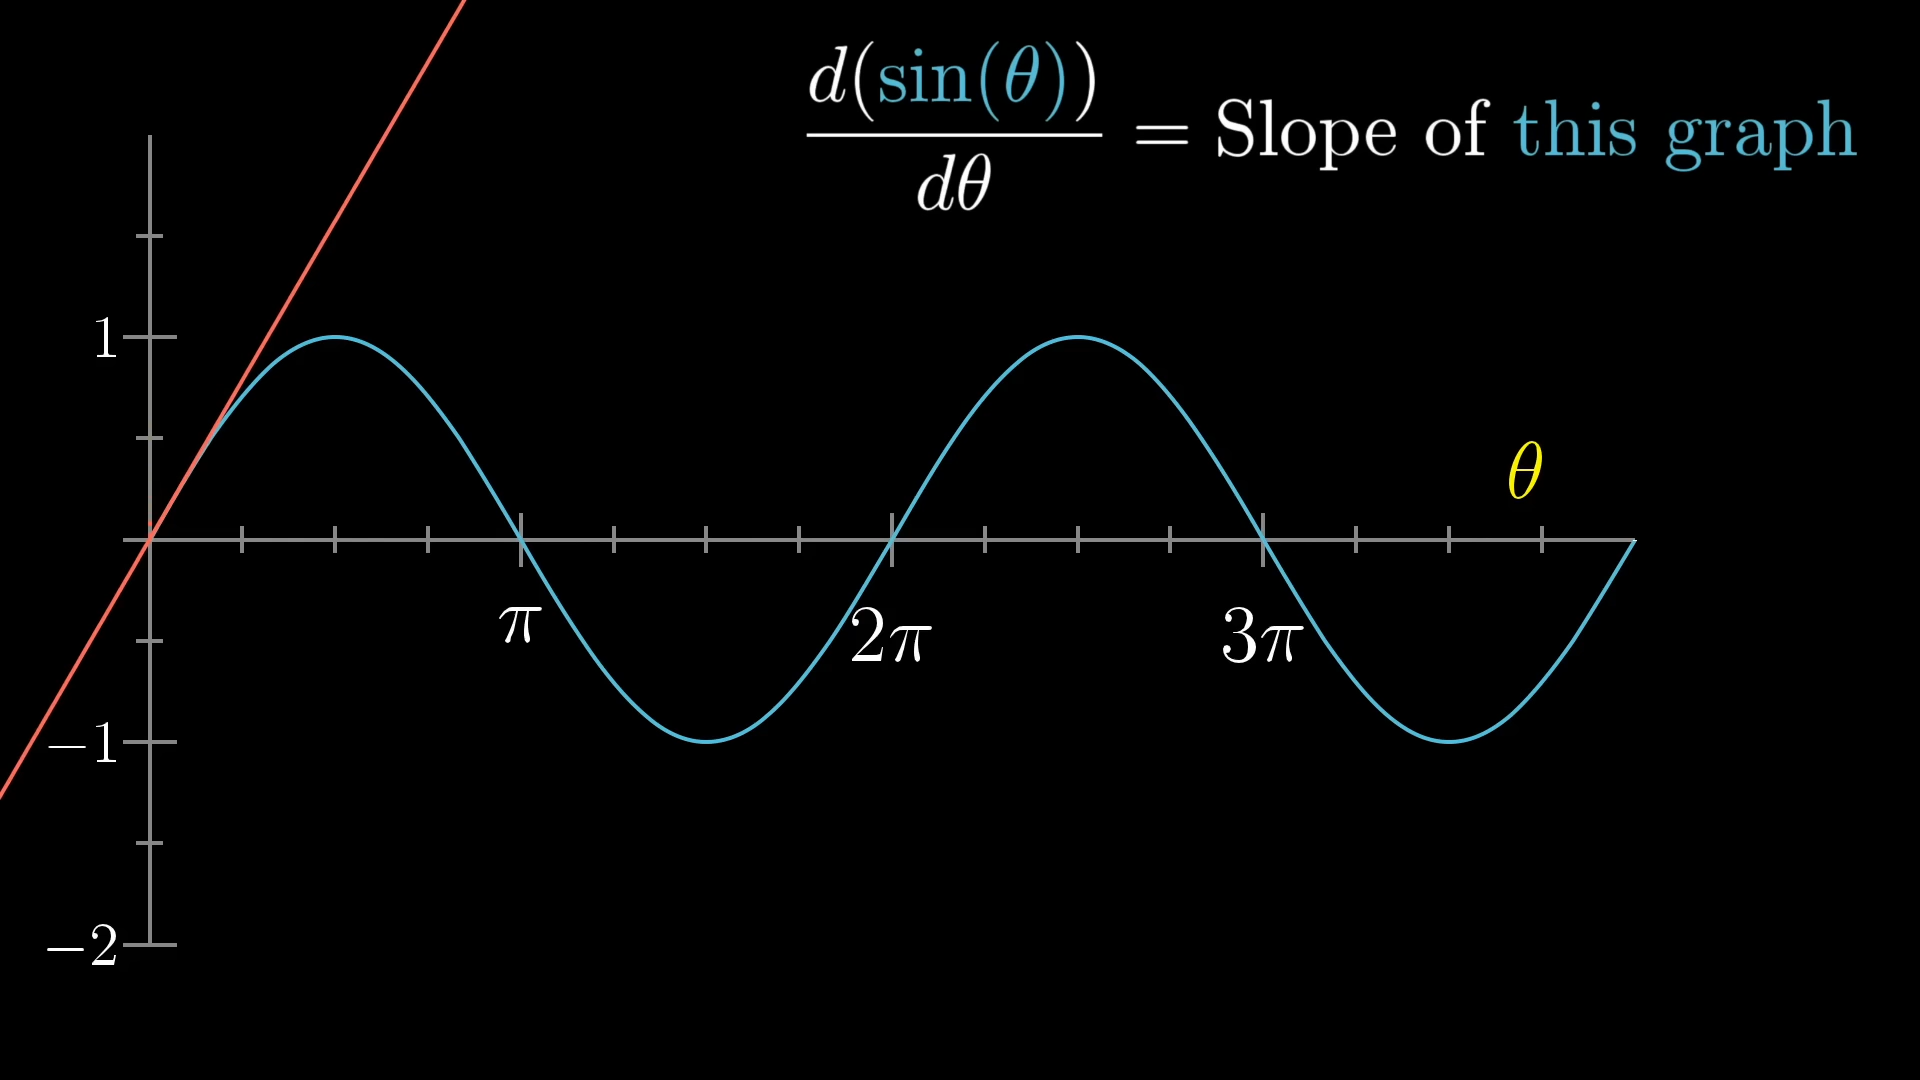 d(sin(θ))
dθ
= Slope of this graph
1
θ
π 2π 3π
−1
−2